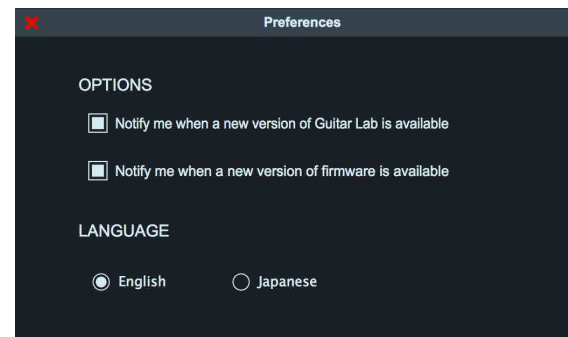 Preferences
OPTIONS
Notify me when a new version of Guitar Lab is available
Notify me when a new version of firmware is available
LANGUAGE
English Japanese